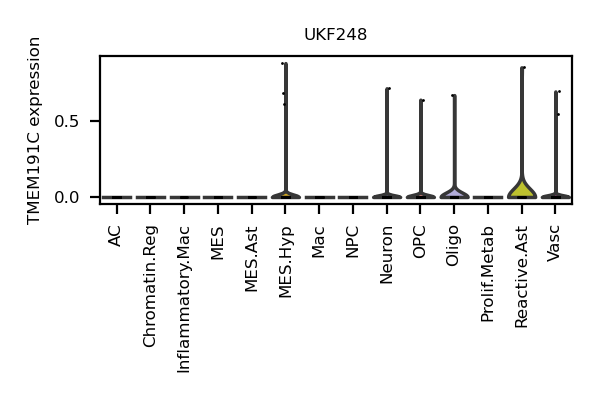 UKF248
TMEM191C expression
0.5
0.0
AC
Chromatin.Reg
Inflammatory.Mac
MES
MES.Ast
MES.Hyp
Mac
NPC
Neuron
OPC
Oligo
Prolif.Metab
Reactive.Ast
Vasc